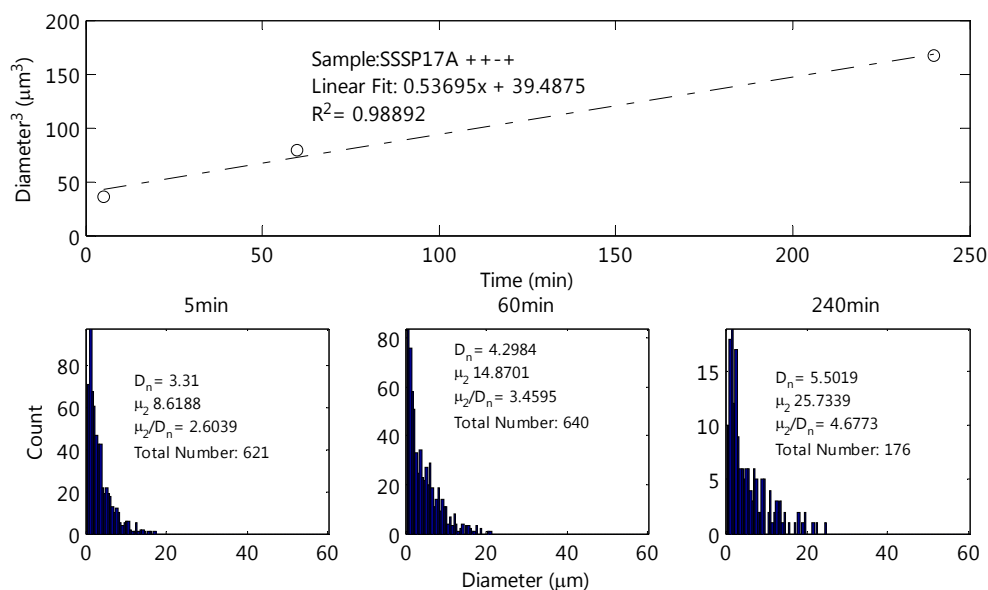 200
150
100
50
0
Diameter³ (μm³)
Sample:SSSP17A ++-+
Linear Fit: 0.53695x + 39.4875
R²= 0.98892
0
50
100
150
200
250
Time (min)
5min
80
60
40
20
0
Count
Dₙ= 3.31
μ₂ 8.6188
μ₂/Dₙ= 2.6039
Total Number: 621
0
20
40
60
60min
80
60
40
20
0
Dₙ= 4.2984
μ₂ 14.8701
μ₂/Dₙ= 3.4595
Total Number: 640
0
20
40
60
Diameter (μm)
240min
15
10
5
0
Dₙ= 5.5019
μ₂ 25.7339
μ₂/Dₙ= 4.6773
Total Number: 176
0
20
40
60